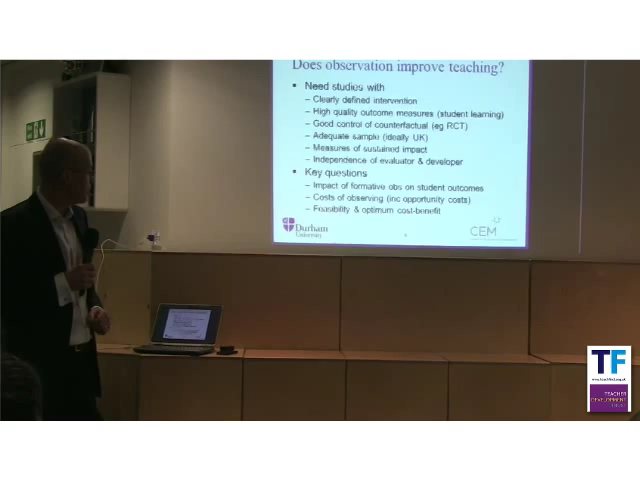 Does observation improve teaching?
• Need studies with
– Clearly defined intervention
– High quality outcome measures (student learning)
– Good control of counterfactual (eg RCT)
– Adequate sample (ideally UK)
– Measures of sustained impact
– Independence of evaluator & developer
• Key questions
– Impact of formative obs on student outcomes
– Costs of observing (inc opportunity costs)
– Feasibility & optimum cost-benefit
Durham
University
CEM
TF
TEACHER
DEVELOPMENT
TRUST